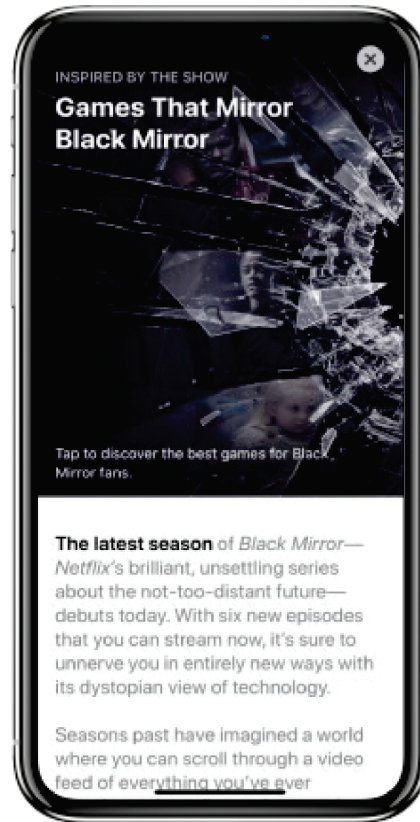 INSPIRED BY THE SHOW
Games That Mirror
Black Mirror
Tap to discover the best games for Black
Mirror fans.
The latest season of Black Mirror—
Netflix's brilliant, unsettling series
about the not-too-distant future—
debuts today. With six new episodes
that you can stream now, it's sure to
unnerve you in entirely new ways with
its dystopian view of technology.
Seasons past have imagined a world
where you can scroll through a video
feed of everything you've ever